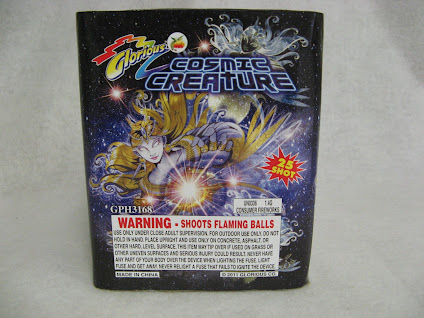 Glorious
COSMIC
CREATURE
25
SHOT
UN0336 1.4G
CONSUMER FIREWORKS
GPH3168
WARNING - SHOOTS FLAMING BALLS
USE ONLY UNDER CLOSE ADULT SUPERVISION. FOR OUTDOOR USE ONLY. DO NOT
HOLD IN HAND. PLACE UPRIGHT AND USE ONLY ON CONCRETE, ASPHALT, OR
OTHER HARD, LEVEL SURFACE. THIS ITEM MAY TIP OVER IF USED ON GRASS OR
OTHER UNEVEN SURFACES AND SERIOUS INJURY COULD RESULT. NEVER HAVE
ANY PART OF YOUR BODY OVER THE DEVICE WHEN LIGHTING THE FUSE. LIGHT
FUSE AND GET AWAY. NEVER RELIGHT A FUSE THAT FAILS TO IGNITE THE DEVICE.
MADE IN CHINA
© 2011 GLORIOUS CO.